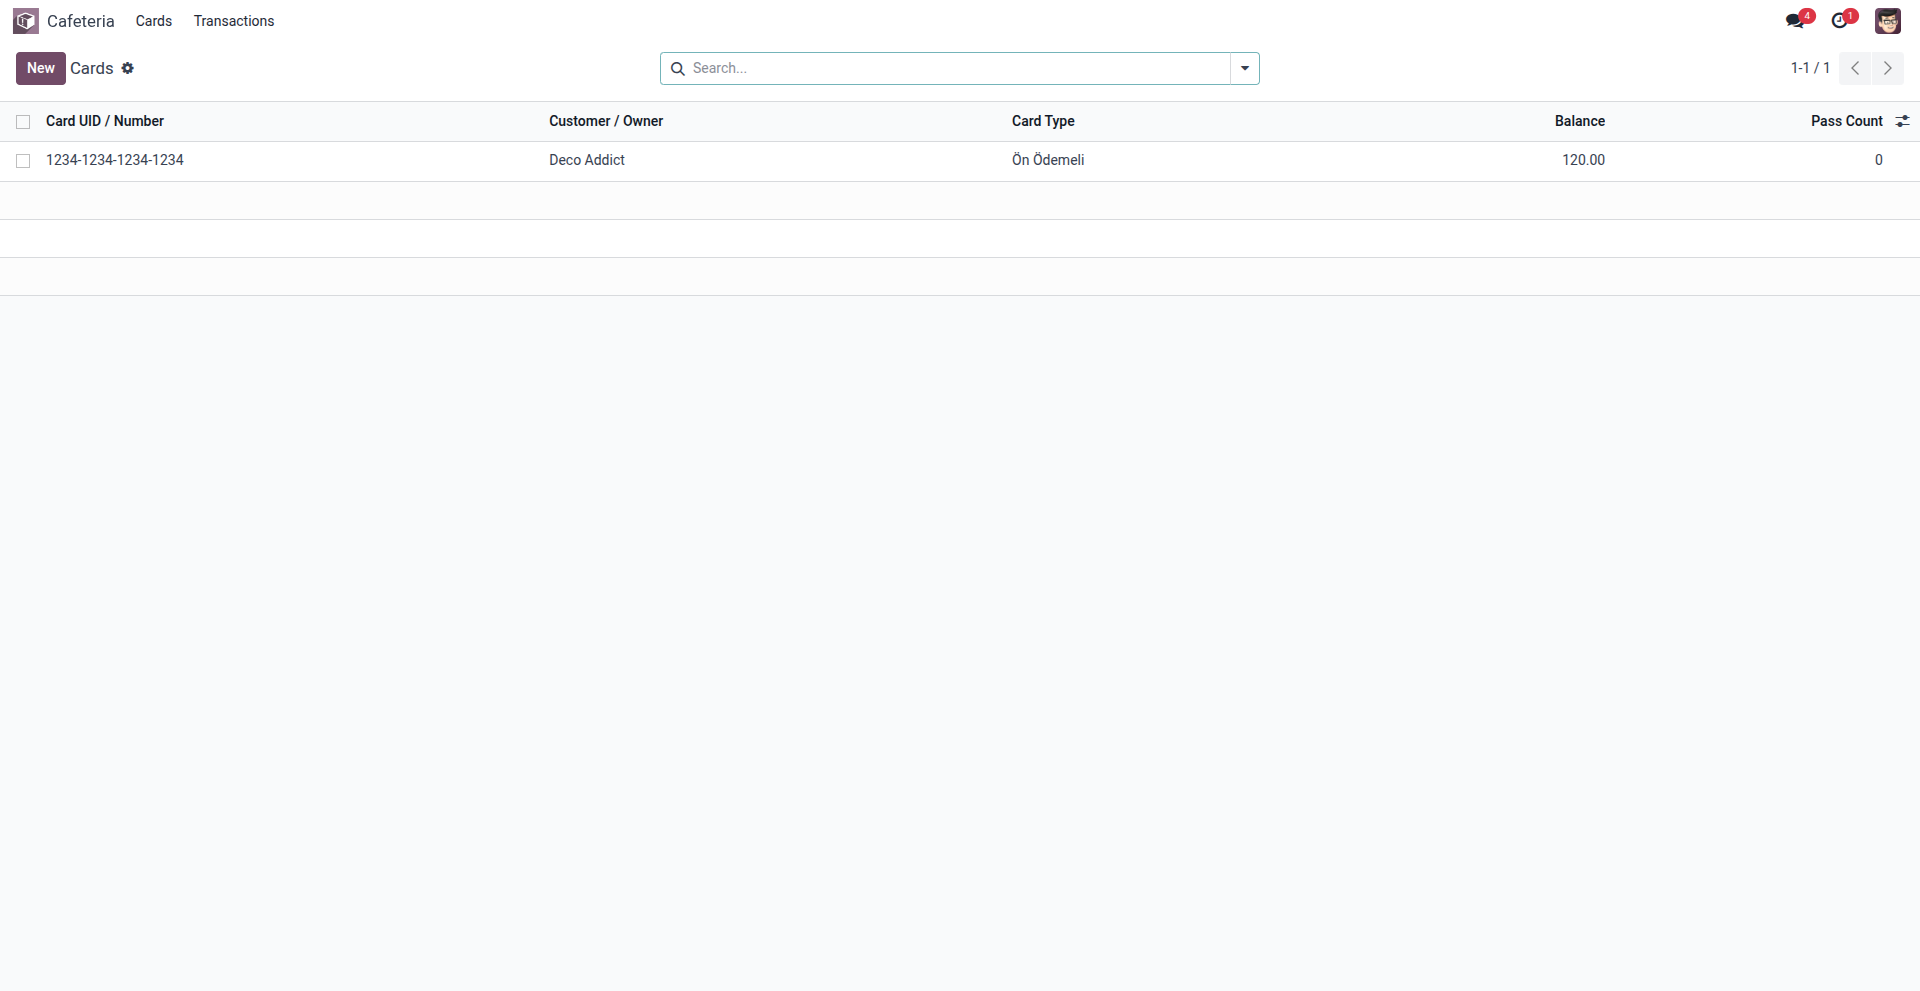 Cafeteria Cards Transactions 4 1
New Cards Search... 1-1 / 1
Card UID / Number Customer / Owner Card Type Balance Pass Count
1234-1234-1234-1234 Deco Addict Ön Ödemeli 120.00 0